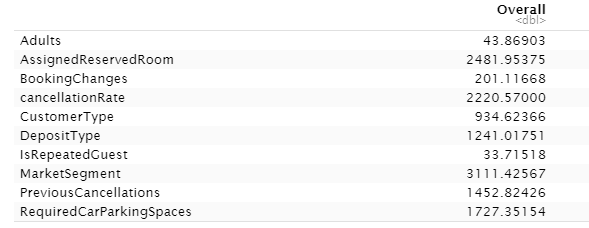 Overall
<dbl>
Adults 43.86903
AssignedReservedRoom 2481.95375
BookingChanges 201.11668
cancellationRate 2220.57000
CustomerType 934.62366
DepositType 1241.01751
IsRepeatedGuest 33.71518
MarketSegment 3111.42567
PreviousCancellations 1452.82426
RequiredCarParkingSpaces 1727.35154